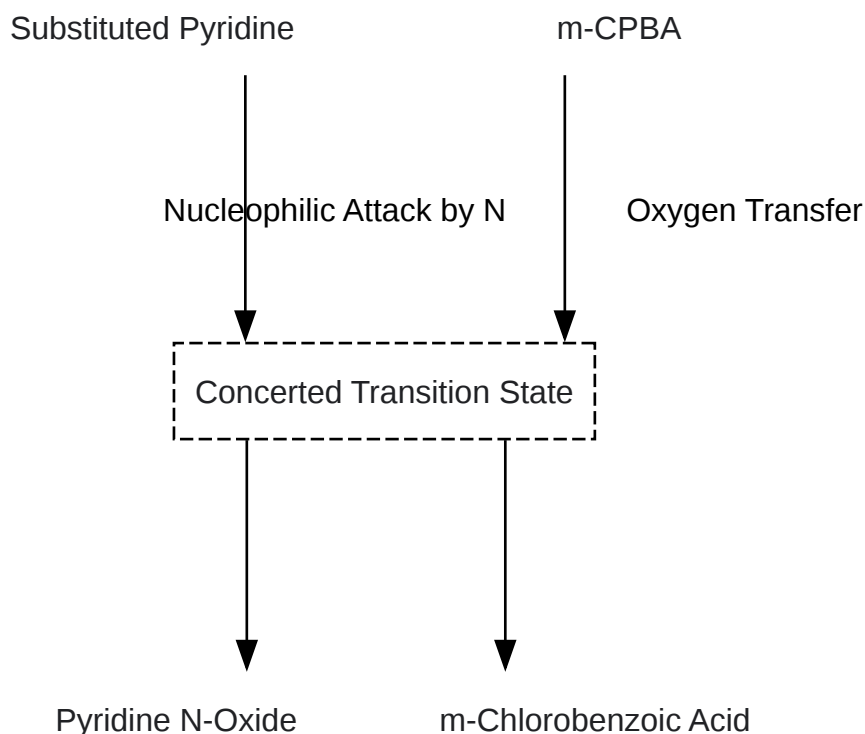 Substituted Pyridine
m-CPBA
Nucleophilic Attack by N
Oxygen Transfer
Concerted Transition State
Pyridine N-Oxide
m-Chlorobenzoic Acid